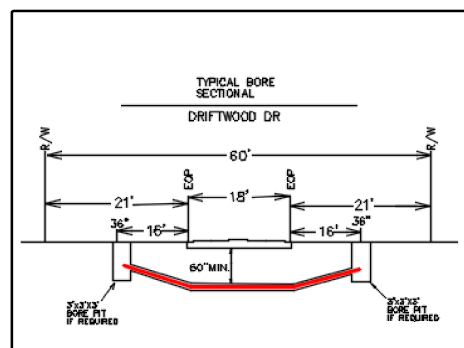 TYPICAL BORE
SECTIONAL
DRIFTWOOD DR
R/W
R/W
60'
EOP
EOP
21'
18'
21'
36"
16'
16'
36"
60"MIN.
3'x3'x3'
BORE PIT
IF REQUIRED
3'x3'x3'
BORE PIT
IF REQUIRED